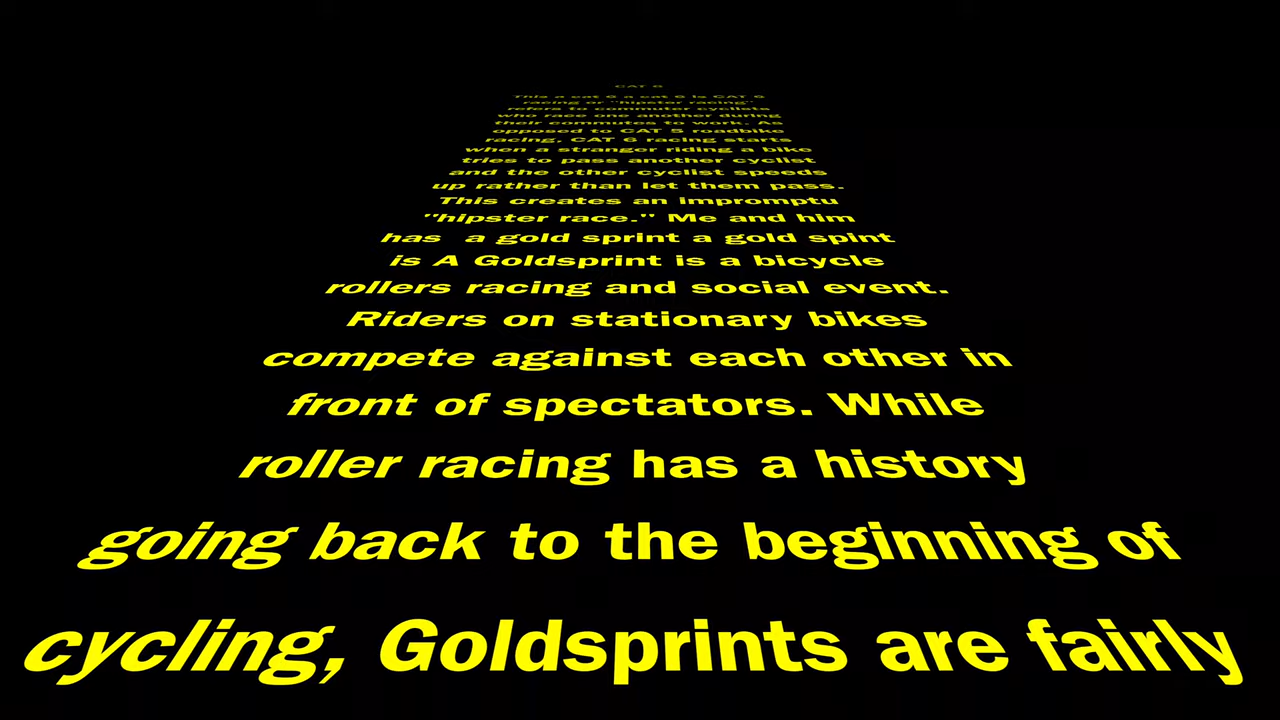 CAT 6
This a cat 6 a cat 6 is CAT 6
racing or "hipster racing"
refers to commuter cyclists
who race one another during
their commutes to work. As
opposed to CAT 5 roadbike
racing, CAT 6 racing starts
when a stranger riding a bike
tries to pass another cyclist
and the other cyclist speeds
up rather than let them pass.
This creates an impromptu
"hipster race." Me and him
has a gold sprint a gold spint
is A Goldsprint is a bicycle
rollers racing and social event.
Riders on stationary bikes
compete against each other in
front of spectators. While
roller racing has a history
going back to the beginning of
cycling, Goldsprints are fairly